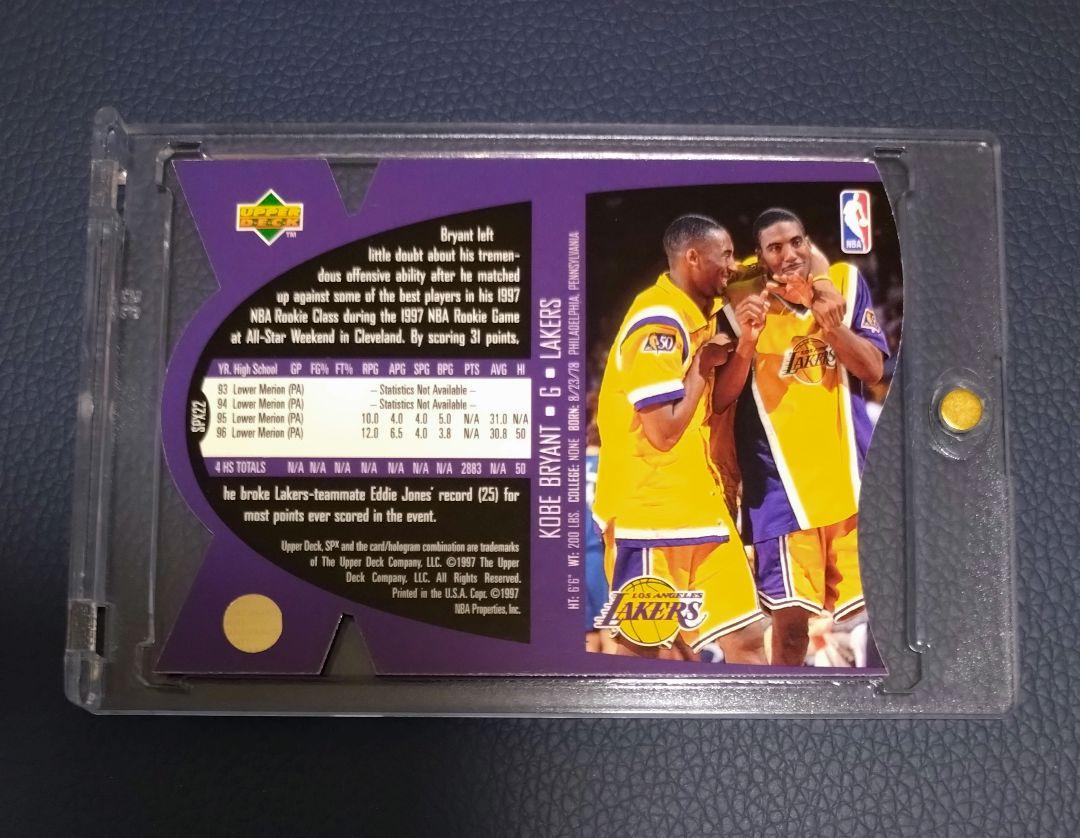 UPPER
DECK
TM
Bryant left
little doubt about his tremen-
dous offensive ability after he matched
up against some of the best players in his 1997
NBA Rookie Class during the 1997 NBA Rookie Game
at All-Star Weekend in Cleveland. By scoring 31 points,
YR. High School GP FG% FT% RPG APG SPG BPG PTS AVG HI
93 Lower Merion (PA) – Statistics Not Available –
94 Lower Merion (PA) – Statistics Not Available –
95 Lower Merion (PA) 10.0 4.0 4.0 5.0 N/A 31.0 N/A
96 Lower Merion (PA) 12.0 6.5 4.0 3.8 N/A 30.8 50
4 HS TOTALS N/A N/A N/A N/A N/A N/A N/A 2883 N/A 50
he broke Lakers-teammate Eddie Jones' record (25) for
most points ever scored in the event.
Upper Deck, SPx and the card/hologram combination are trademarks
of The Upper Deck Company, LLC. ©1997 The Upper
Deck Company, LLC. All Rights Reserved.
Printed in the U.S.A. Copr. ©1997
NBA Properties, Inc.
SPX22
KOBE BRYANT • G • LAKERS
HT: 6'6" WT: 200 LBS. COLLEGE: NONE BORN: 8/23/78 PHILADELPHIA, PENNSYLVANIA
NBA
50
LOS ANGELES
LAKERS
LOS ANGELES
LAKERS